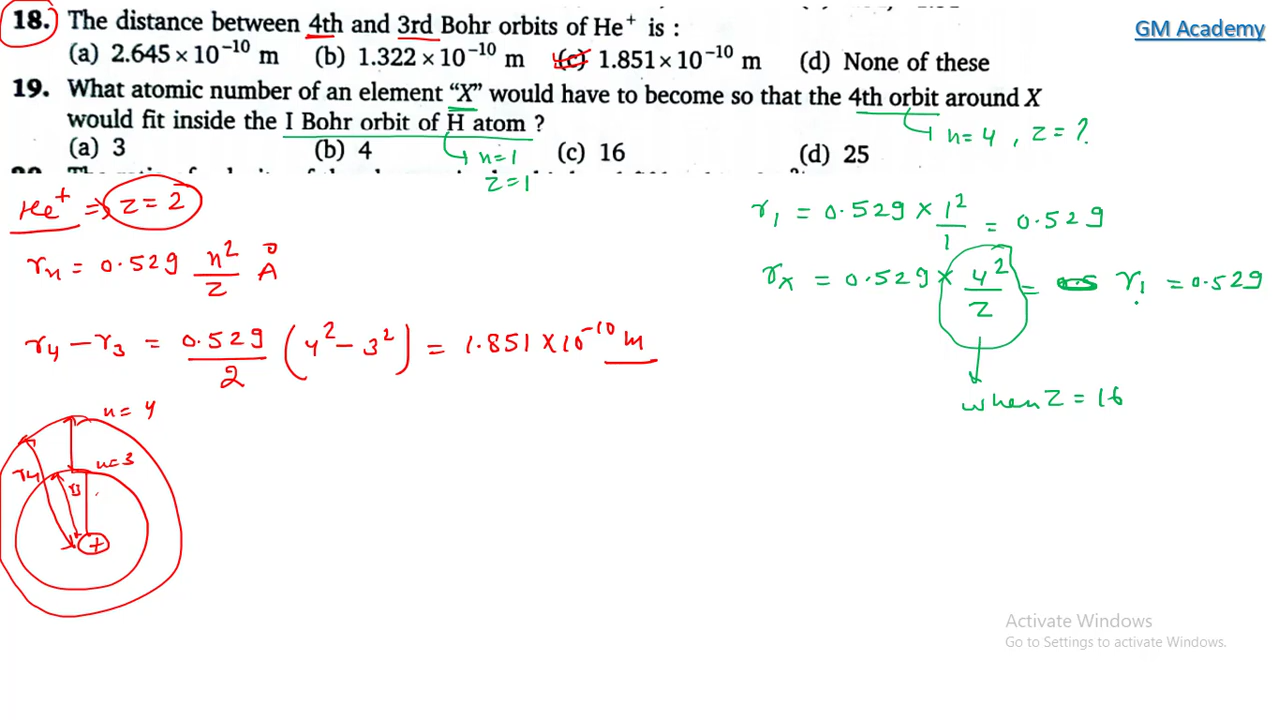 GM Academy
18. The distance between 4th and 3rd Bohr orbits of He⁺ is :
(a) 2.645 × 10⁻¹⁰ m (b) 1.322 × 10⁻¹⁰ m (c) 1.851 × 10⁻¹⁰ m (d) None of these
19. What atomic number of an element "X" would have to become so that the 4th orbit around X
would fit inside the I Bohr orbit of H atom ?
n = 4 , z = ?
(a) 3 (b) 4 (c) 16 (d) 25
n = 1
z = 1
He⁺ ⇒ z = 2
rₙ = 0.529 n²/z Å
r₄ − r₃ = 0.529/2 (4² − 3²) = 1.851 × 10⁻¹⁰ m
n = 4
n = 3
r₄
r₃
+
r₁ = 0.529 × 1²/1 = 0.529
rₓ = 0.529 × 4²/z = r₁ = 0.529
when z = 16
Activate Windows
Go to Settings to activate Windows.